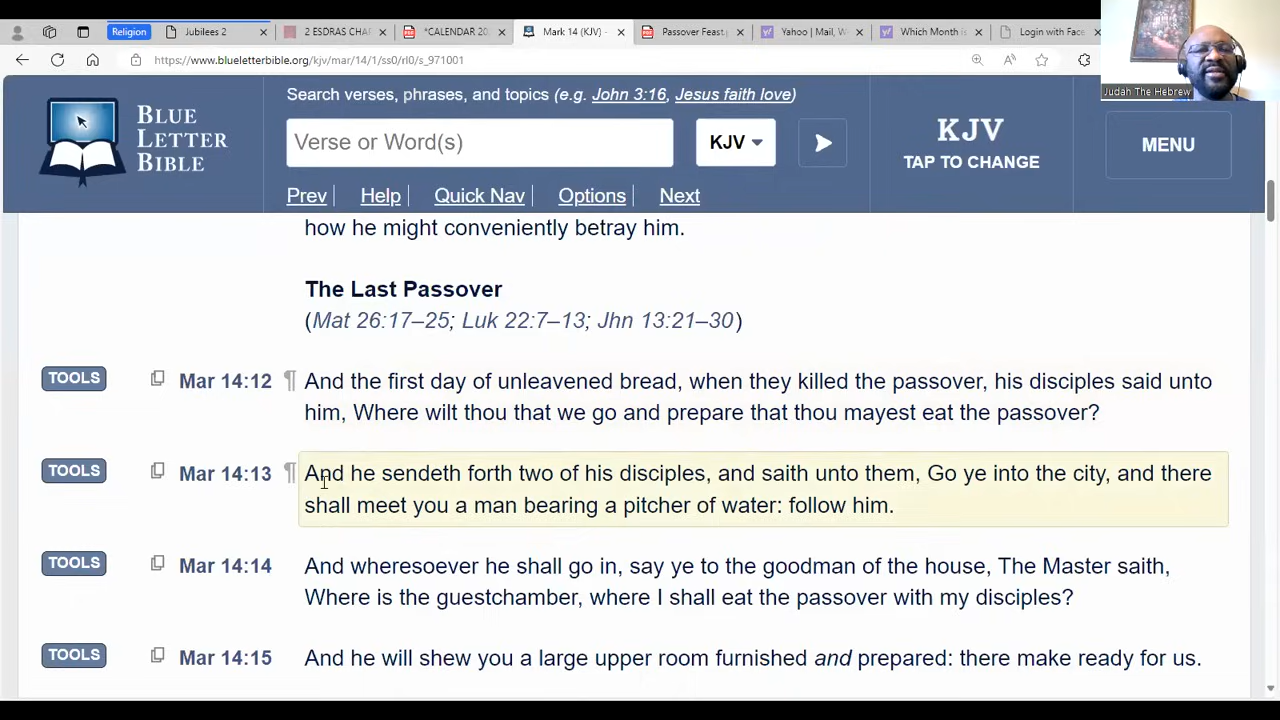 Religion
Jubilees 2
2 ESDRAS CHA
*CALENDAR 20
Mark 14 (KJV) -
Passover Feast,
Yahoo | Mail, W
Which Month is
Login with Face
https://www.blueletterbible.org/kjv/mar/14/1/ss0/rl0/s_971001
Judah The Hebrew
BLUE
LETTER
BIBLE
Search verses, phrases, and topics (e.g. John 3:16, Jesus faith love)
Verse or Word(s)
KJV
KJV
TAP TO CHANGE
MENU
Prev
Help
Quick Nav
Options
Next
how he might conveniently betray him.
The Last Passover
(Mat 26:17–25; Luk 22:7–13; Jhn 13:21–30)
TOOLS Mar 14:12 ¶ And the first day of unleavened bread, when they killed the passover, his disciples said unto
him, Where wilt thou that we go and prepare that thou mayest eat the passover?
TOOLS Mar 14:13 ¶ And he sendeth forth two of his disciples, and saith unto them, Go ye into the city, and there
shall meet you a man bearing a pitcher of water: follow him.
TOOLS Mar 14:14 And wheresoever he shall go in, say ye to the goodman of the house, The Master saith,
Where is the guestchamber, where I shall eat the passover with my disciples?
TOOLS Mar 14:15 And he will shew you a large upper room furnished and prepared: there make ready for us.